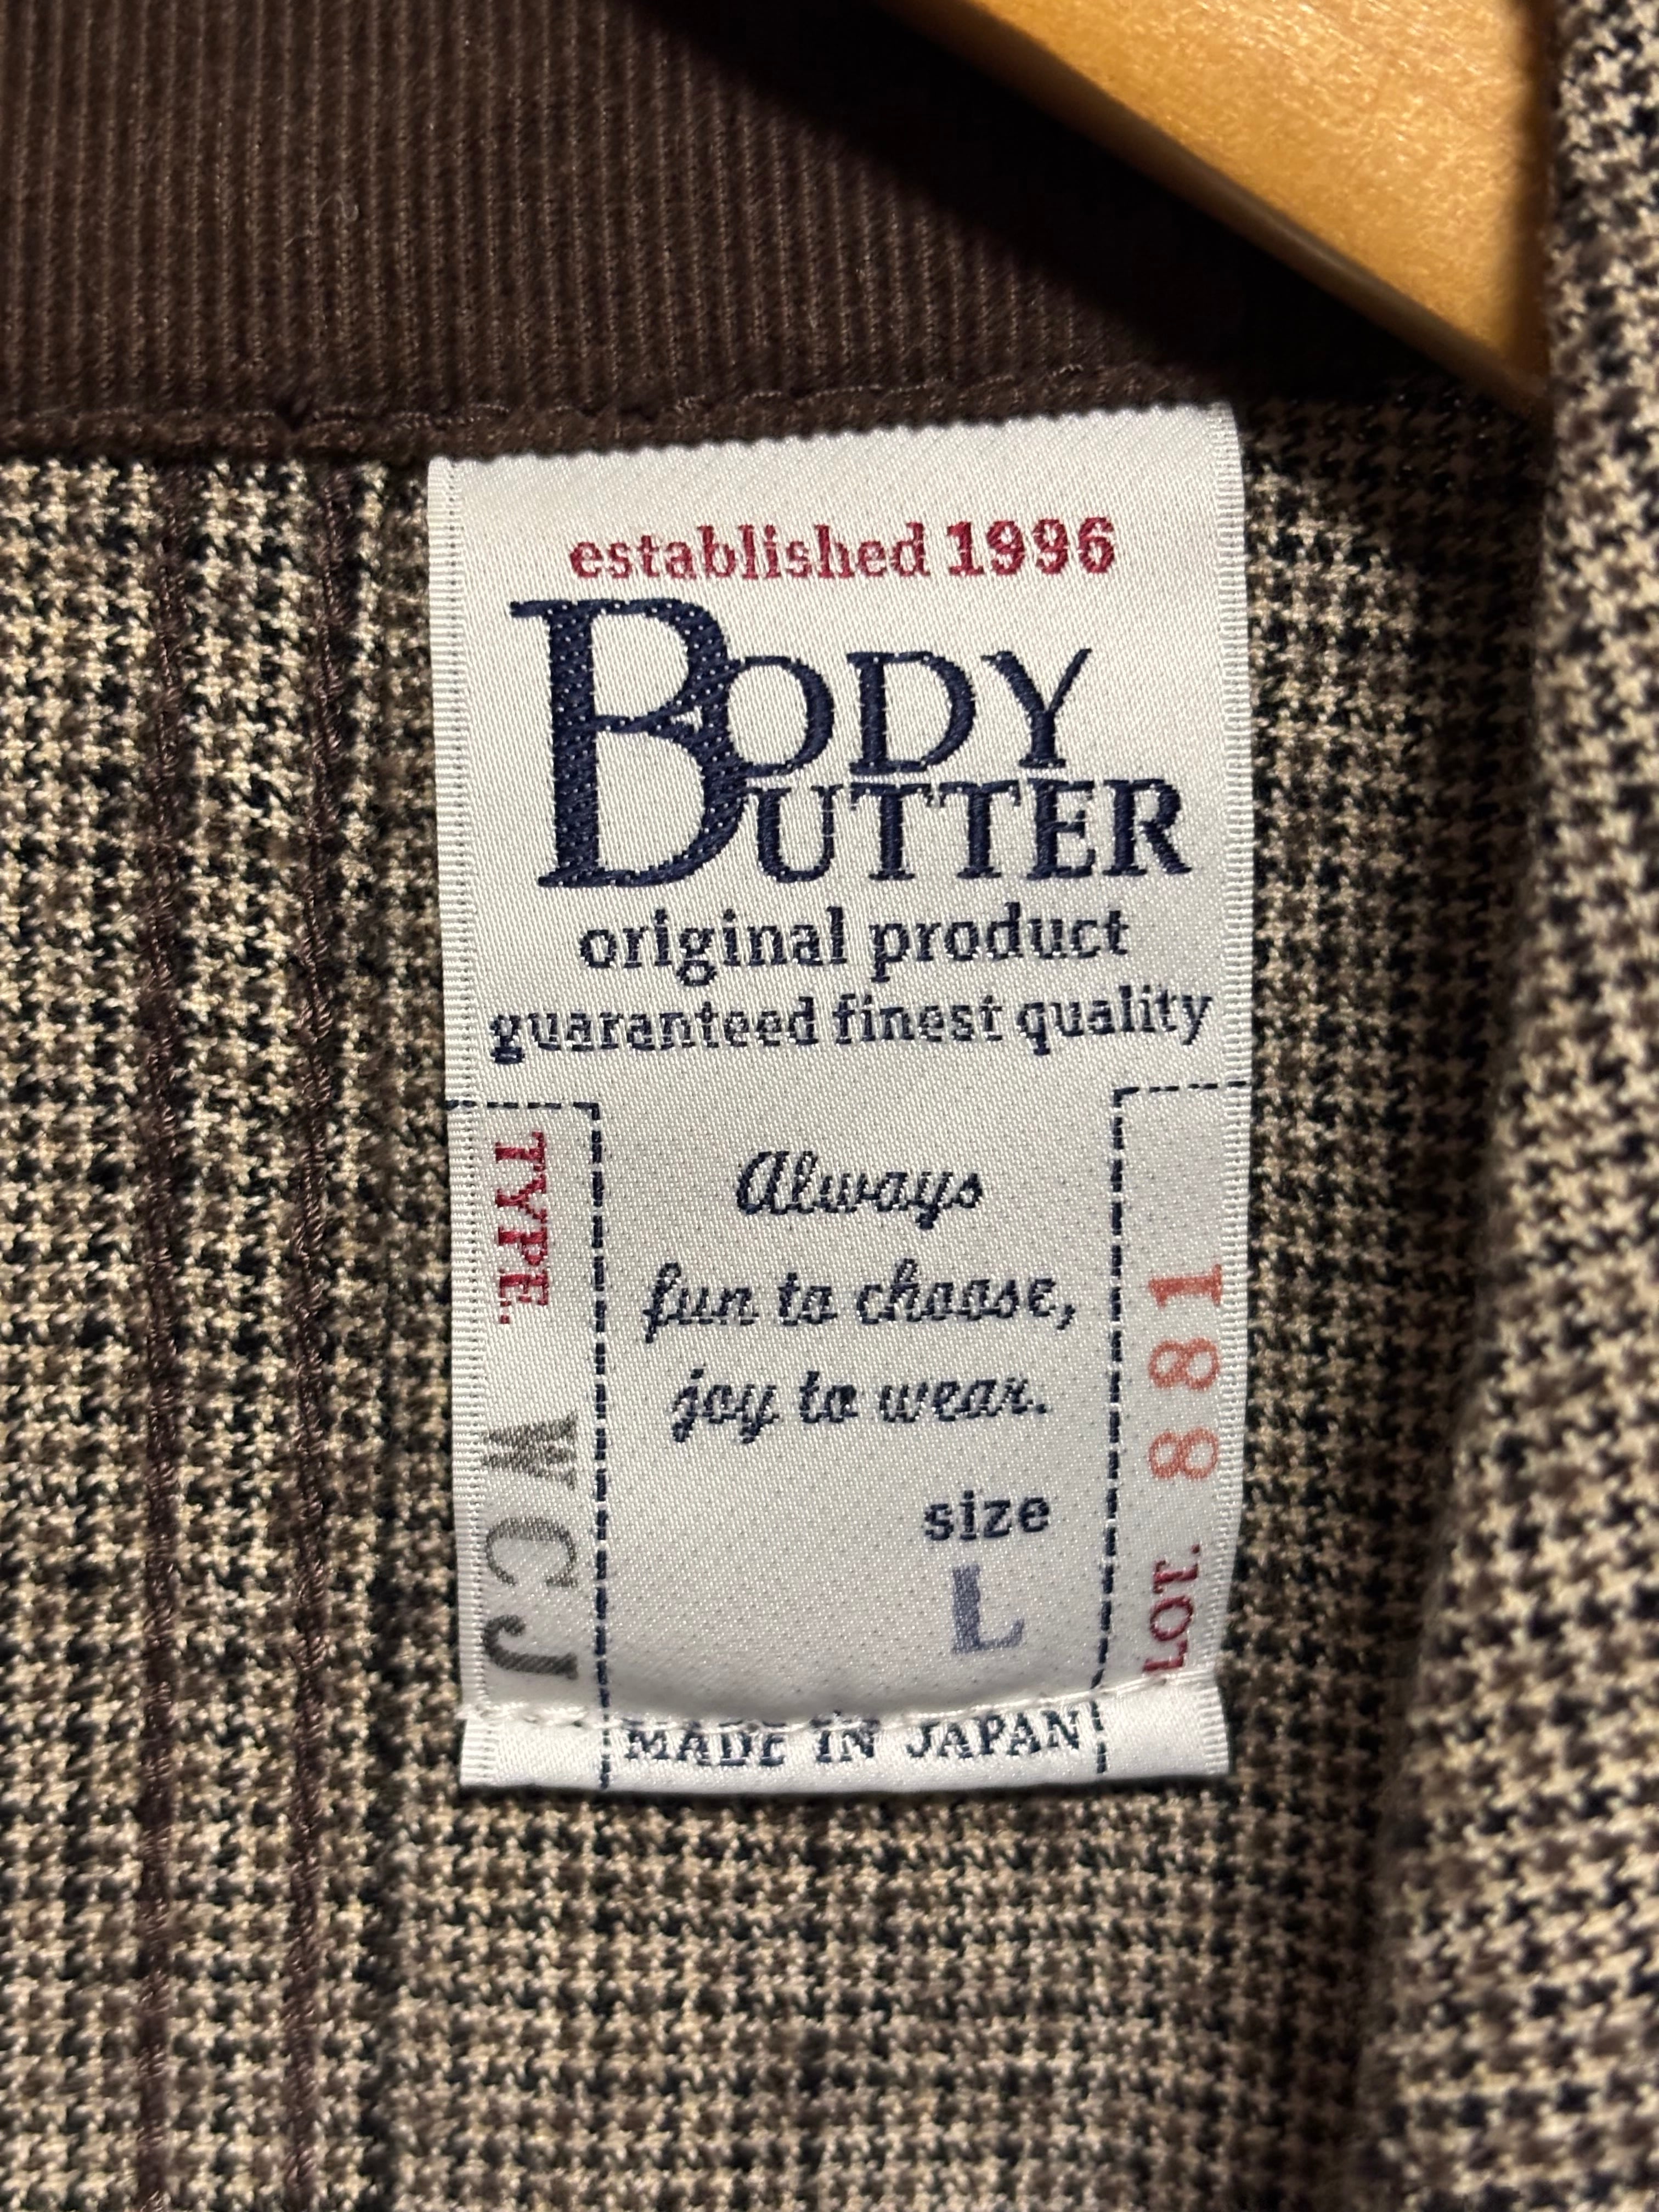 established 1996
BODY
BUTTER
original product
guaranteed finest quality
TYPE. WCJ
Always
fun to choose,
joy to wear.
size
L
LOT. 881
MADE IN JAPAN